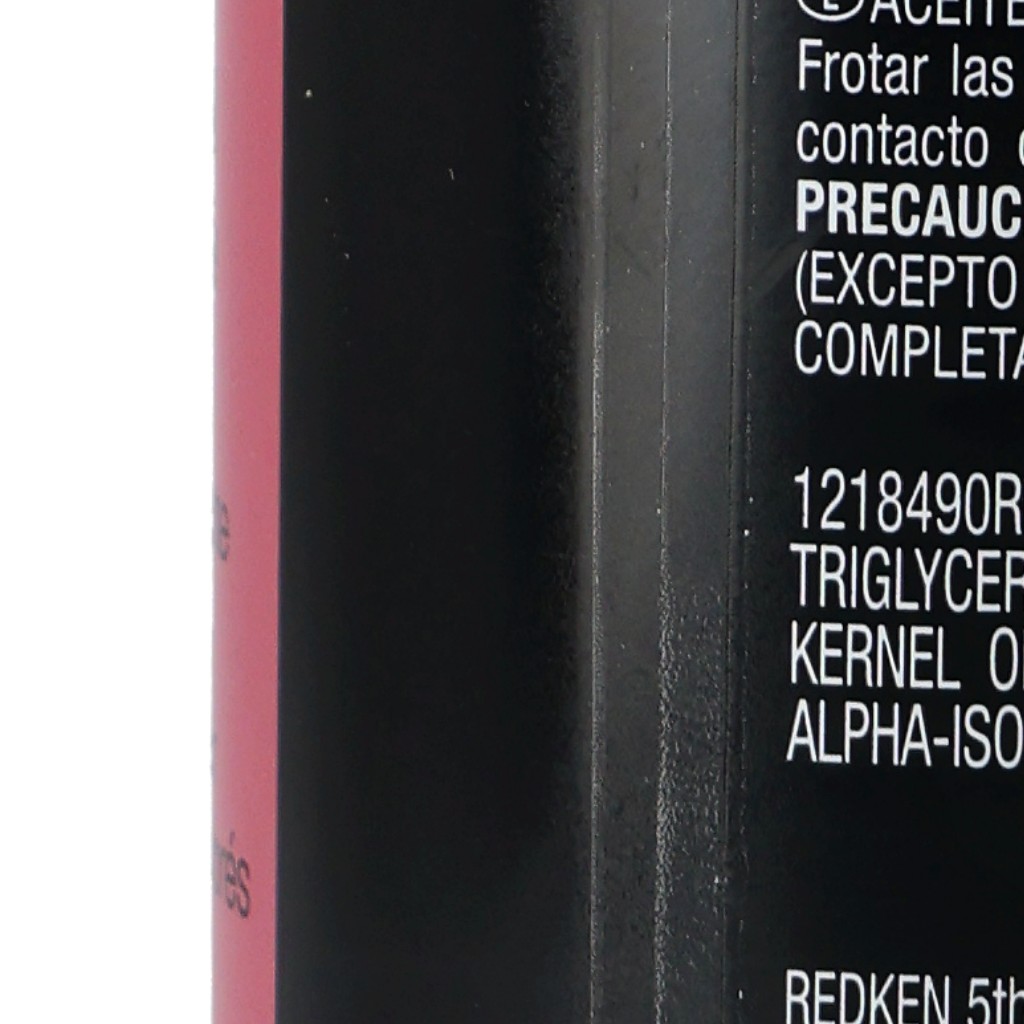 ACEITE
Frotar las
contacto
PRECAUC
(EXCEPTO
COMPLETA
1218490R
TRIGLYCER
KERNEL O
ALPHA-ISO
REDKEN 5th